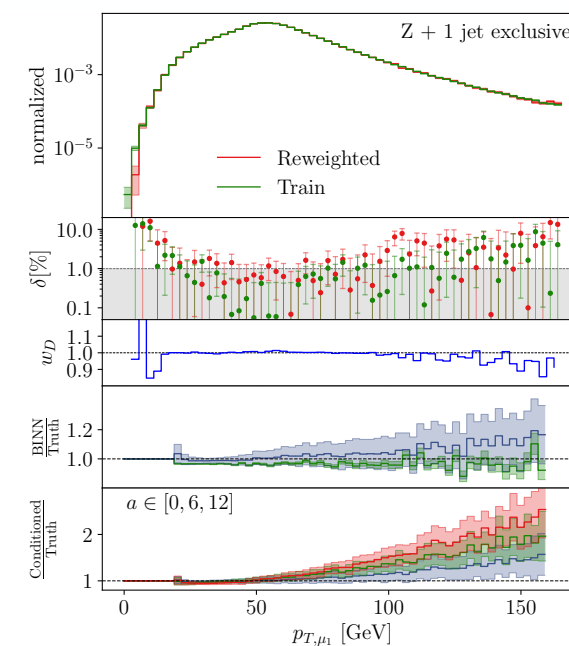 Z + 1 jet exclusive
normalized
10⁻³
10⁻⁵
Reweighted
Train
δ[%]
10.0
1.0
0.1
w_D
1.1
1.0
0.9
BINN
Truth
1.2
1.0
Conditioned
Truth
a ∈ [0, 6, 12]
2
1
0 50 100 150
p_{T,μ₁} [GeV]